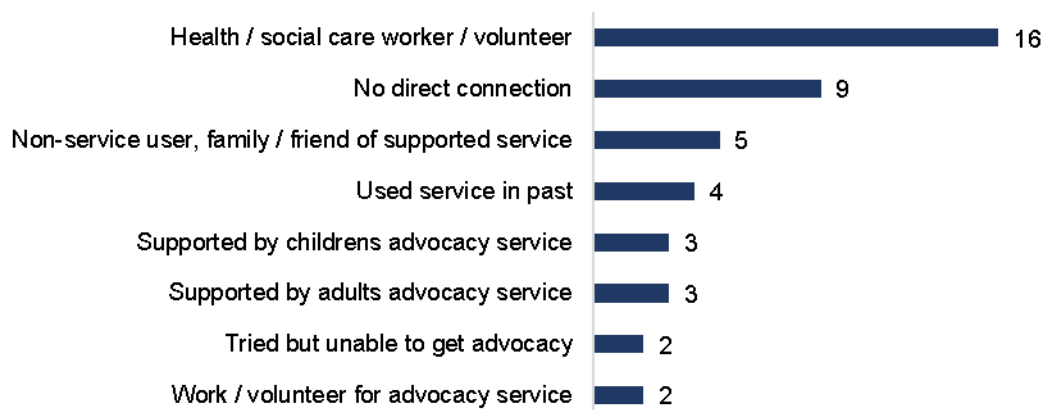 Health / social care worker / volunteer 16
No direct connection 9
Non-service user, family / friend of supported service 5
Used service in past 4
Supported by childrens advocacy service 3
Supported by adults advocacy service 3
Tried but unable to get advocacy 2
Work / volunteer for advocacy service 2